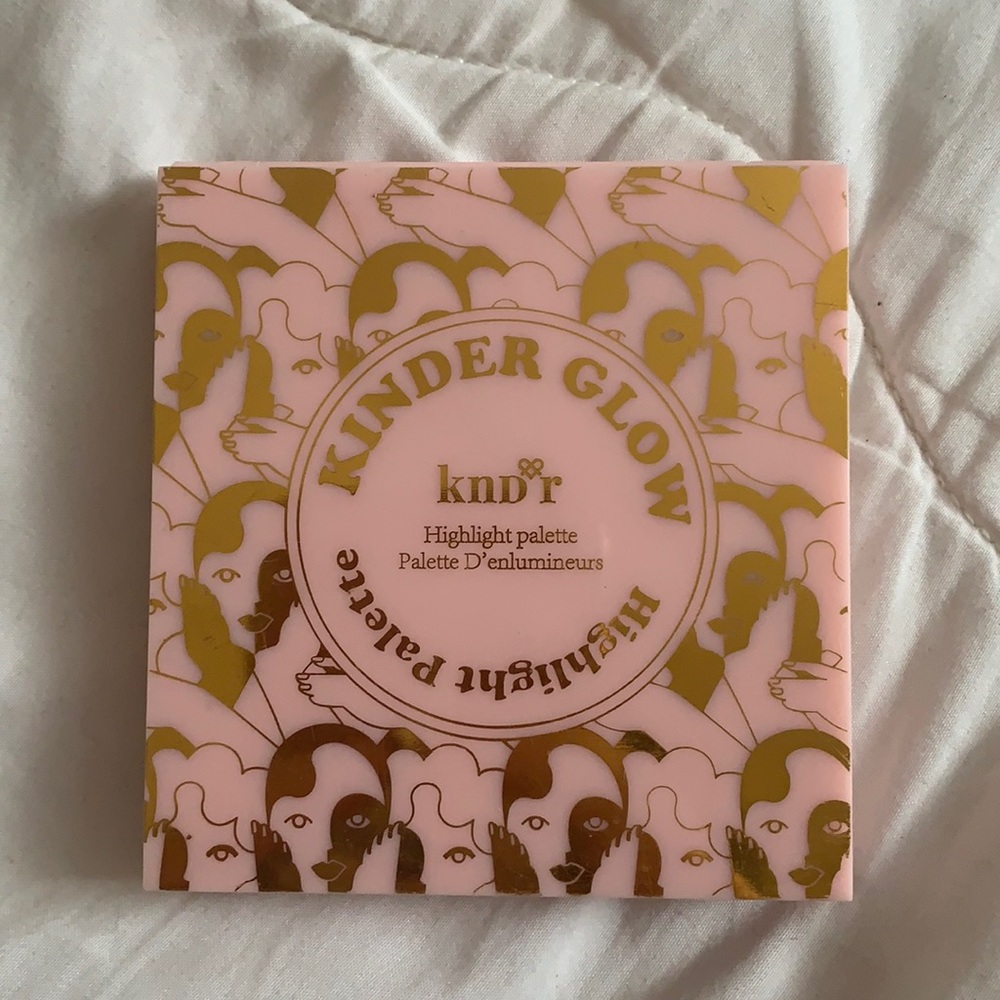 KINDER GLOW
knD'r
Highlight palette
Palette D'enlumineurs
Highlight Palette